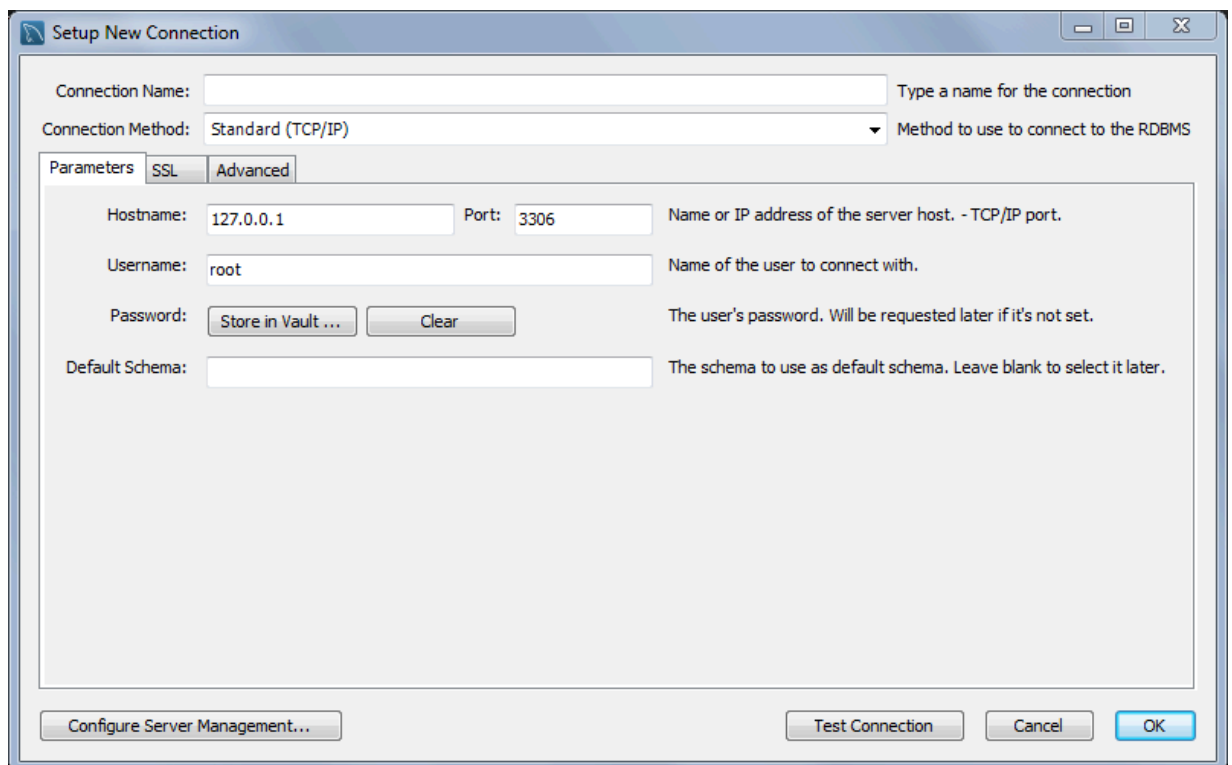 Setup New Connection
Connection Name: Type a name for the connection
Connection Method: Standard (TCP/IP) Method to use to connect to the RDBMS
Parameters SSL Advanced
Hostname: 127.0.0.1 Port: 3306 Name or IP address of the server host. - TCP/IP port.
Username: root Name of the user to connect with.
Password: Store in Vault ... Clear The user's password. Will be requested later if it's not set.
Default Schema: The schema to use as default schema. Leave blank to select it later.
Configure Server Management... Test Connection Cancel OK